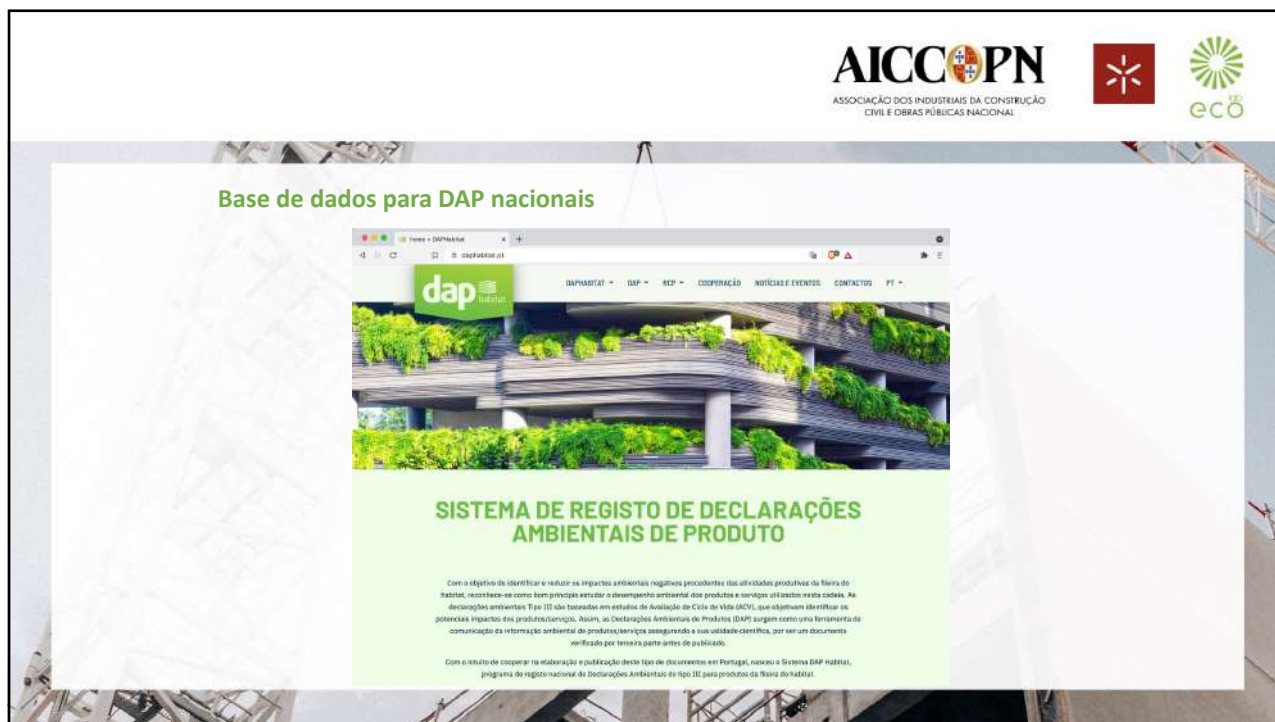 AICCOPN
ASSOCIAÇÃO DOS INDUSTRIAIS DA CONSTRUÇÃO
CIVIL E OBRAS PÚBLICAS NACIONAL
eco
Base de dados para DAP nacionais
home » DAPHabitat
daphabitat.pt
dap habitat
DAPHABITAT
DAP
RCP
COOPERAÇÃO
NOTÍCIAS E EVENTOS
CONTACTOS
PT
SISTEMA DE REGISTO DE DECLARAÇÕES
AMBIENTAIS DE PRODUTO
Com o objetivo de identificar e reduzir os impactes ambientais negativos procedentes das atividades produtivas da fileira do
habitat, reconhece-se como bom princípio estudar o desempenho ambiental dos produtos e serviços utilizados nesta cadeia. As
declarações ambientais Tipo III são baseadas em estudos de Avaliação de Ciclo de Vida (ACV), que objetivam identificar os
potenciais impactes dos produtos/serviços. Assim, as Declarações Ambientais de Produtos (DAP) surgem como uma ferramenta de
comunicação da informação ambiental de produtos/serviços assegurando a sua validade científica, por ser um documento
verificado por terceira parte antes de publicado.
Com o intuito de cooperar na elaboração e publicação deste tipo de documentos em Portugal, nasceu o Sistema DAP Habitat,
programa de registo nacional de Declarações Ambientais do tipo III para produtos da fileira do habitat.